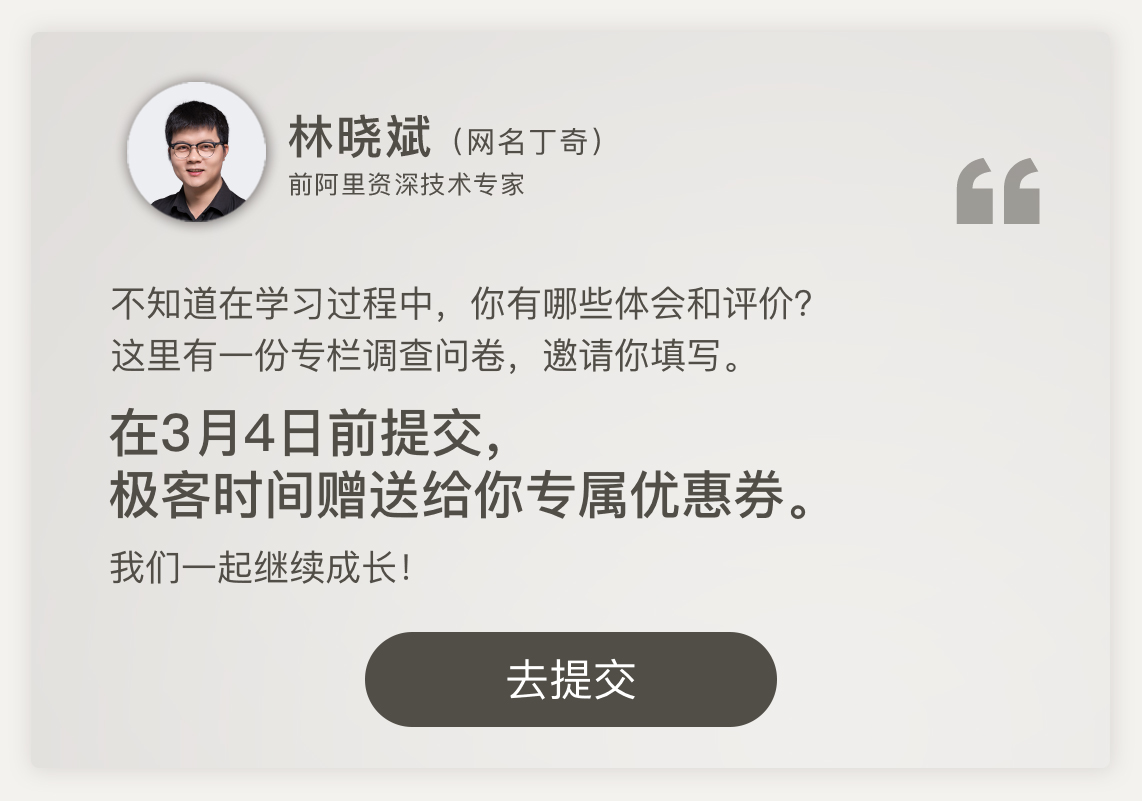 林晓斌（网名丁奇）
前阿里资深技术专家
不知道在学习过程中，你有哪些体会和评价？
这里有一份专栏调查问卷，邀请你填写。
在3月4日前提交，
极客时间赠送给你专属优惠券。
我们一起继续成长！
去提交